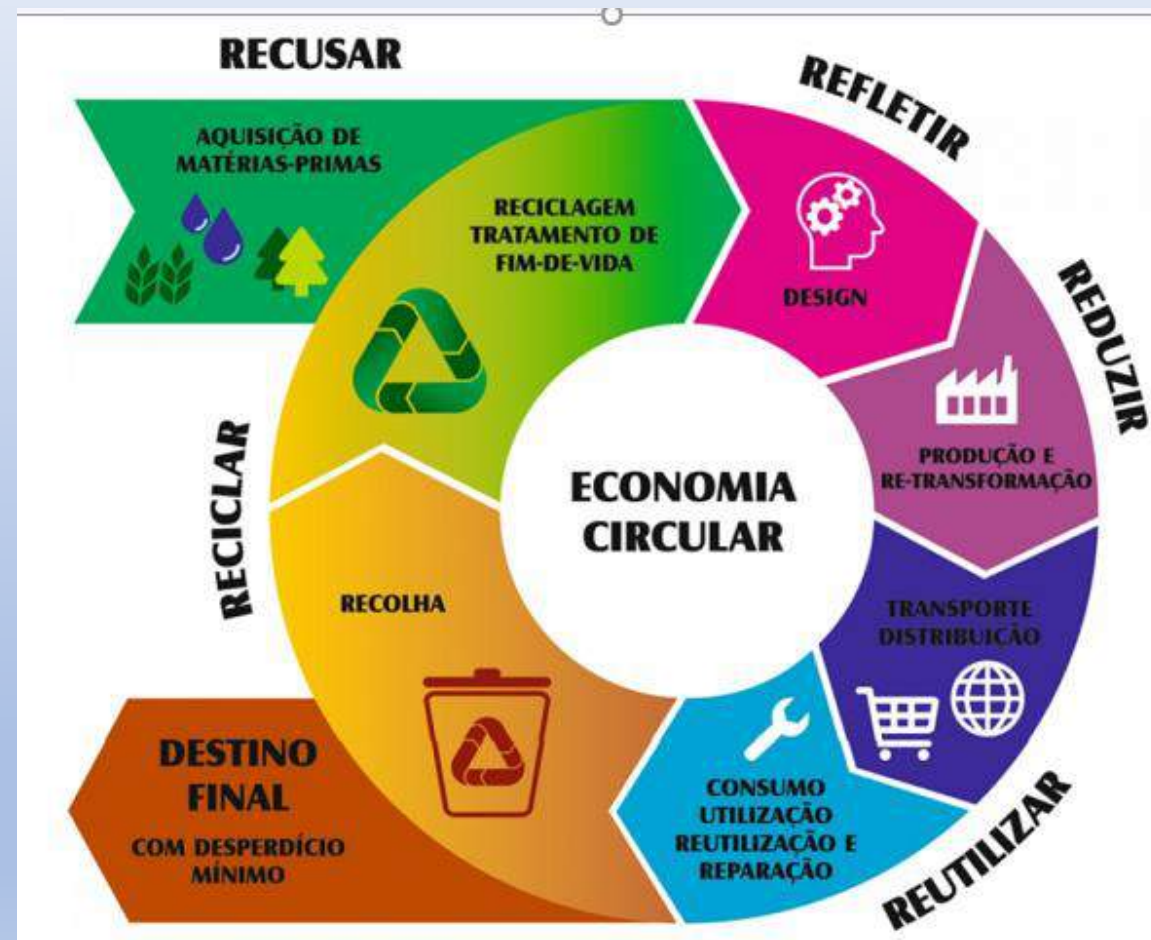 RECUSAR
AQUISIÇÃO DE
MATÉRIAS-PRIMAS
RECICLAGEM
TRATAMENTO DE
FIM-DE-VIDA
REFLETIR
DESIGN
REDUZIR
PRODUÇÃO E
RE-TRANSFORMAÇÃO
ECONOMIA
CIRCULAR
TRANSPORTE
DISTRIBUIÇÃO
REUTILIZAR
CONSUMO
UTILIZAÇÃO
REUTILIZAÇÃO E
REPARAÇÃO
RECICLAR
RECOLHA
DESTINO
FINAL
COM DESPERDÍCIO
MÍNIMO